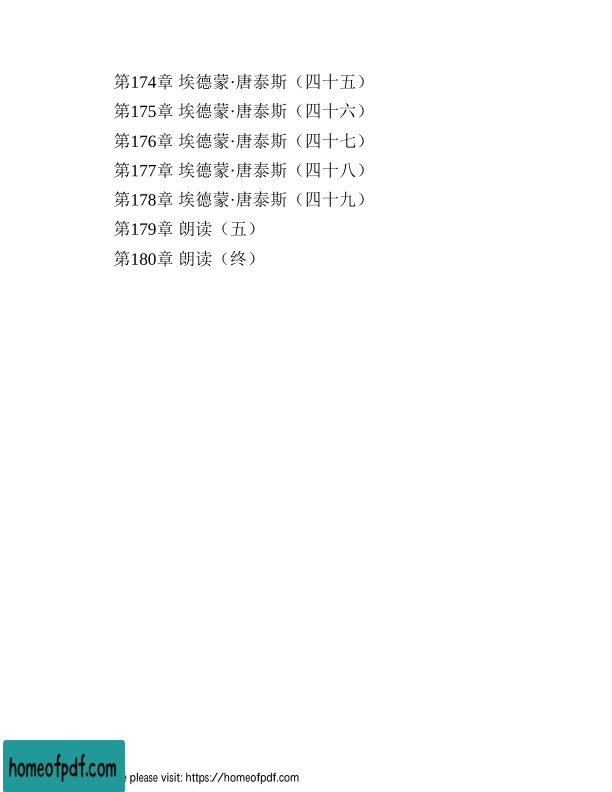 第174章 埃德蒙·唐泰斯（四十五）
第175章 埃德蒙·唐泰斯（四十六）
第176章 埃德蒙·唐泰斯（四十七）
第177章 埃德蒙·唐泰斯（四十八）
第178章 埃德蒙·唐泰斯（四十九）
第179章 朗读（五）
第180章 朗读（终）
homeofpdf.com
please visit: https://homeofpdf.com